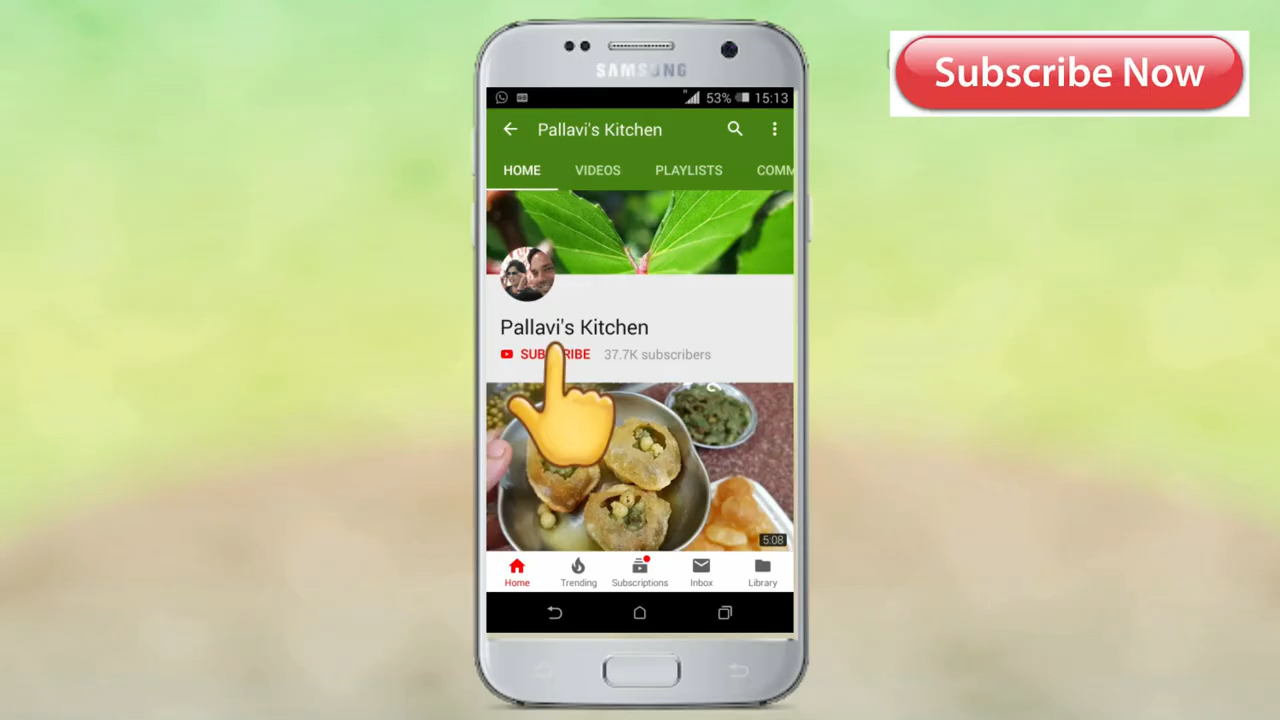 Subscribe Now
SAMSUNG
H 53% 15:13
Pallavi's Kitchen
HOME VIDEOS PLAYLISTS COMM
Pallavi's Kitchen
SUBSCRIBE 37.7K subscribers
5:08
Home Trending Subscriptions Inbox Library